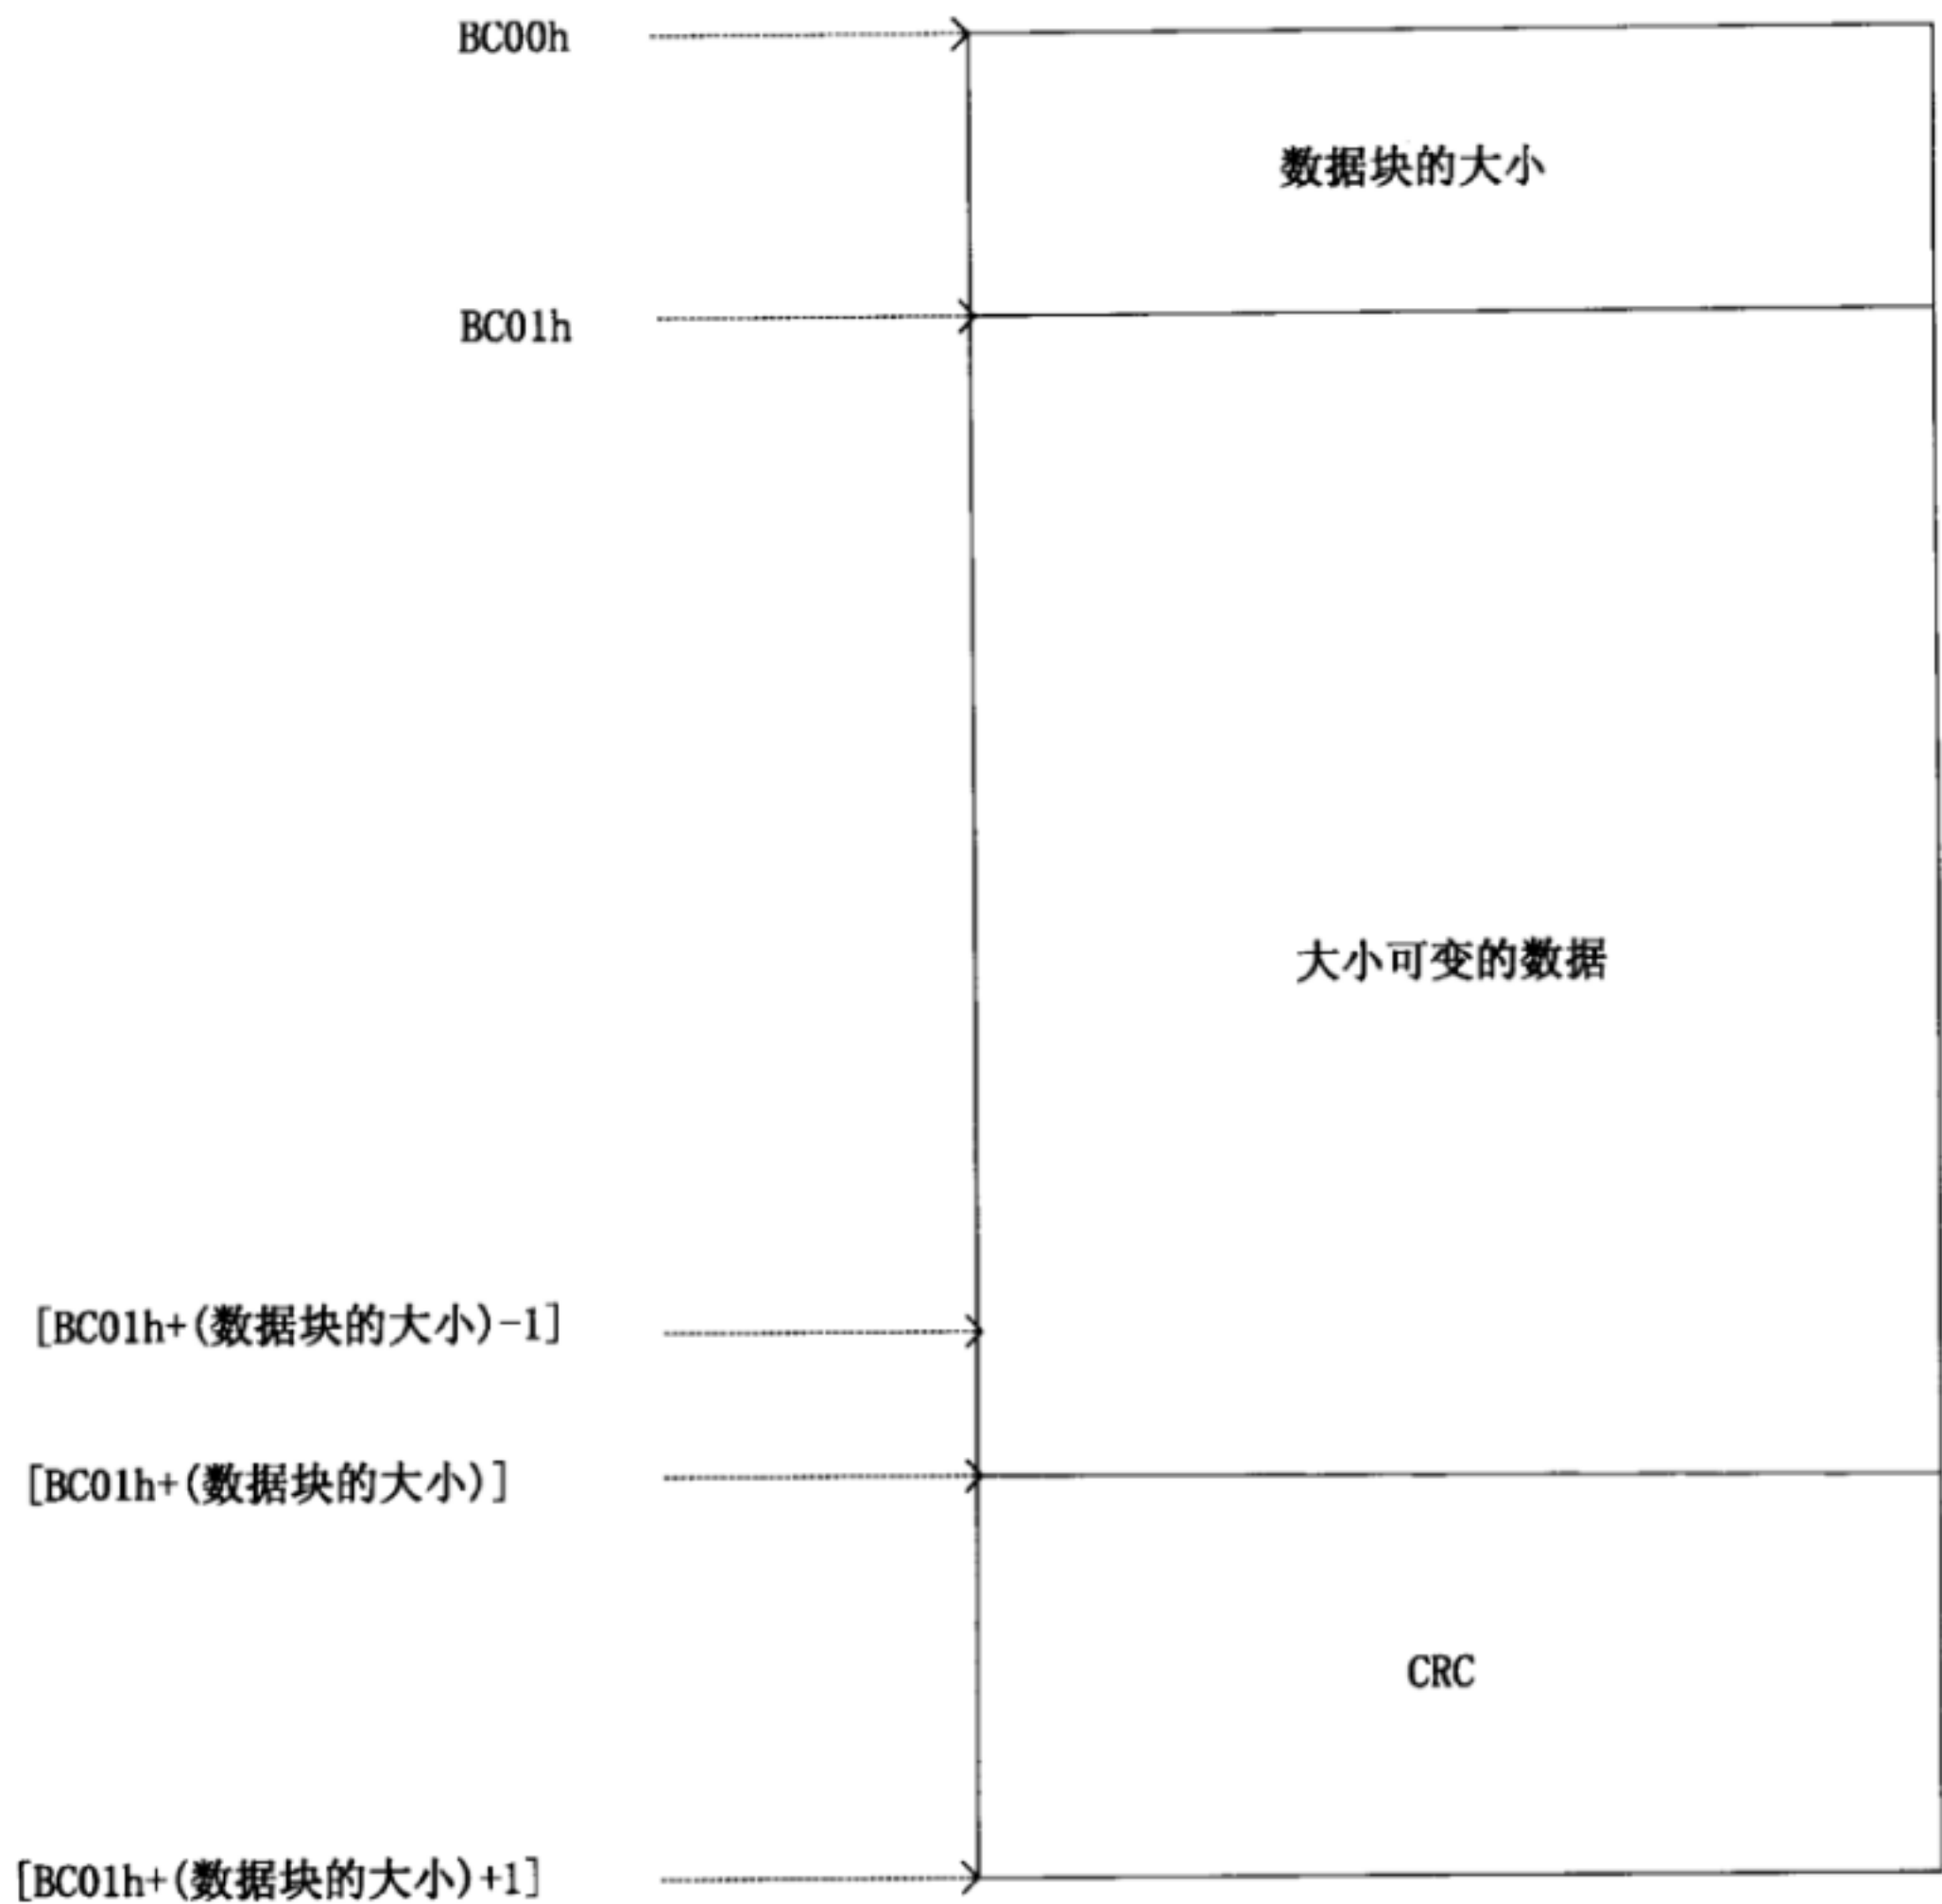 BC00h
数据块的大小
BC01h
大小可变的数据
[BC01h+(数据块的大小)-1]
[BC01h+(数据块的大小)]
CRC
[BC01h+(数据块的大小)+1]